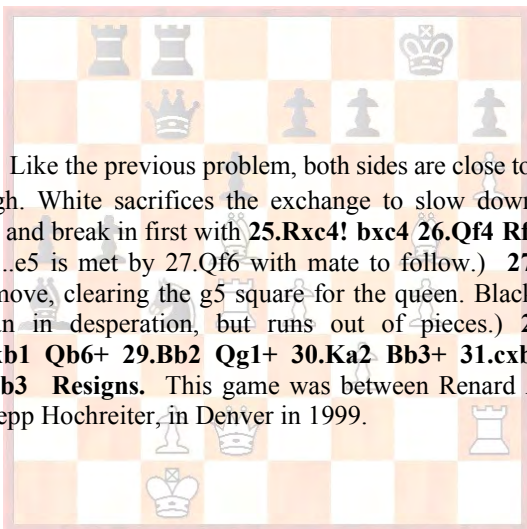 Like the previous problem, both sides are close to
gh. White sacrifices the exchange to slow down
and break in first with 25.Rxc4! bxc4 26.Qf4 Rf
..e5 is met by 27.Qf6 with mate to follow.) 27
move, clearing the g5 square for the queen. Black
an in desperation, but runs out of pieces.) 2
xb1 Qb6+ 29.Bb2 Qg1+ 30.Ka2 Bb3+ 31.cxb
b3 Resigns. This game was between Renard
epp Hochreiter, in Denver in 1999.